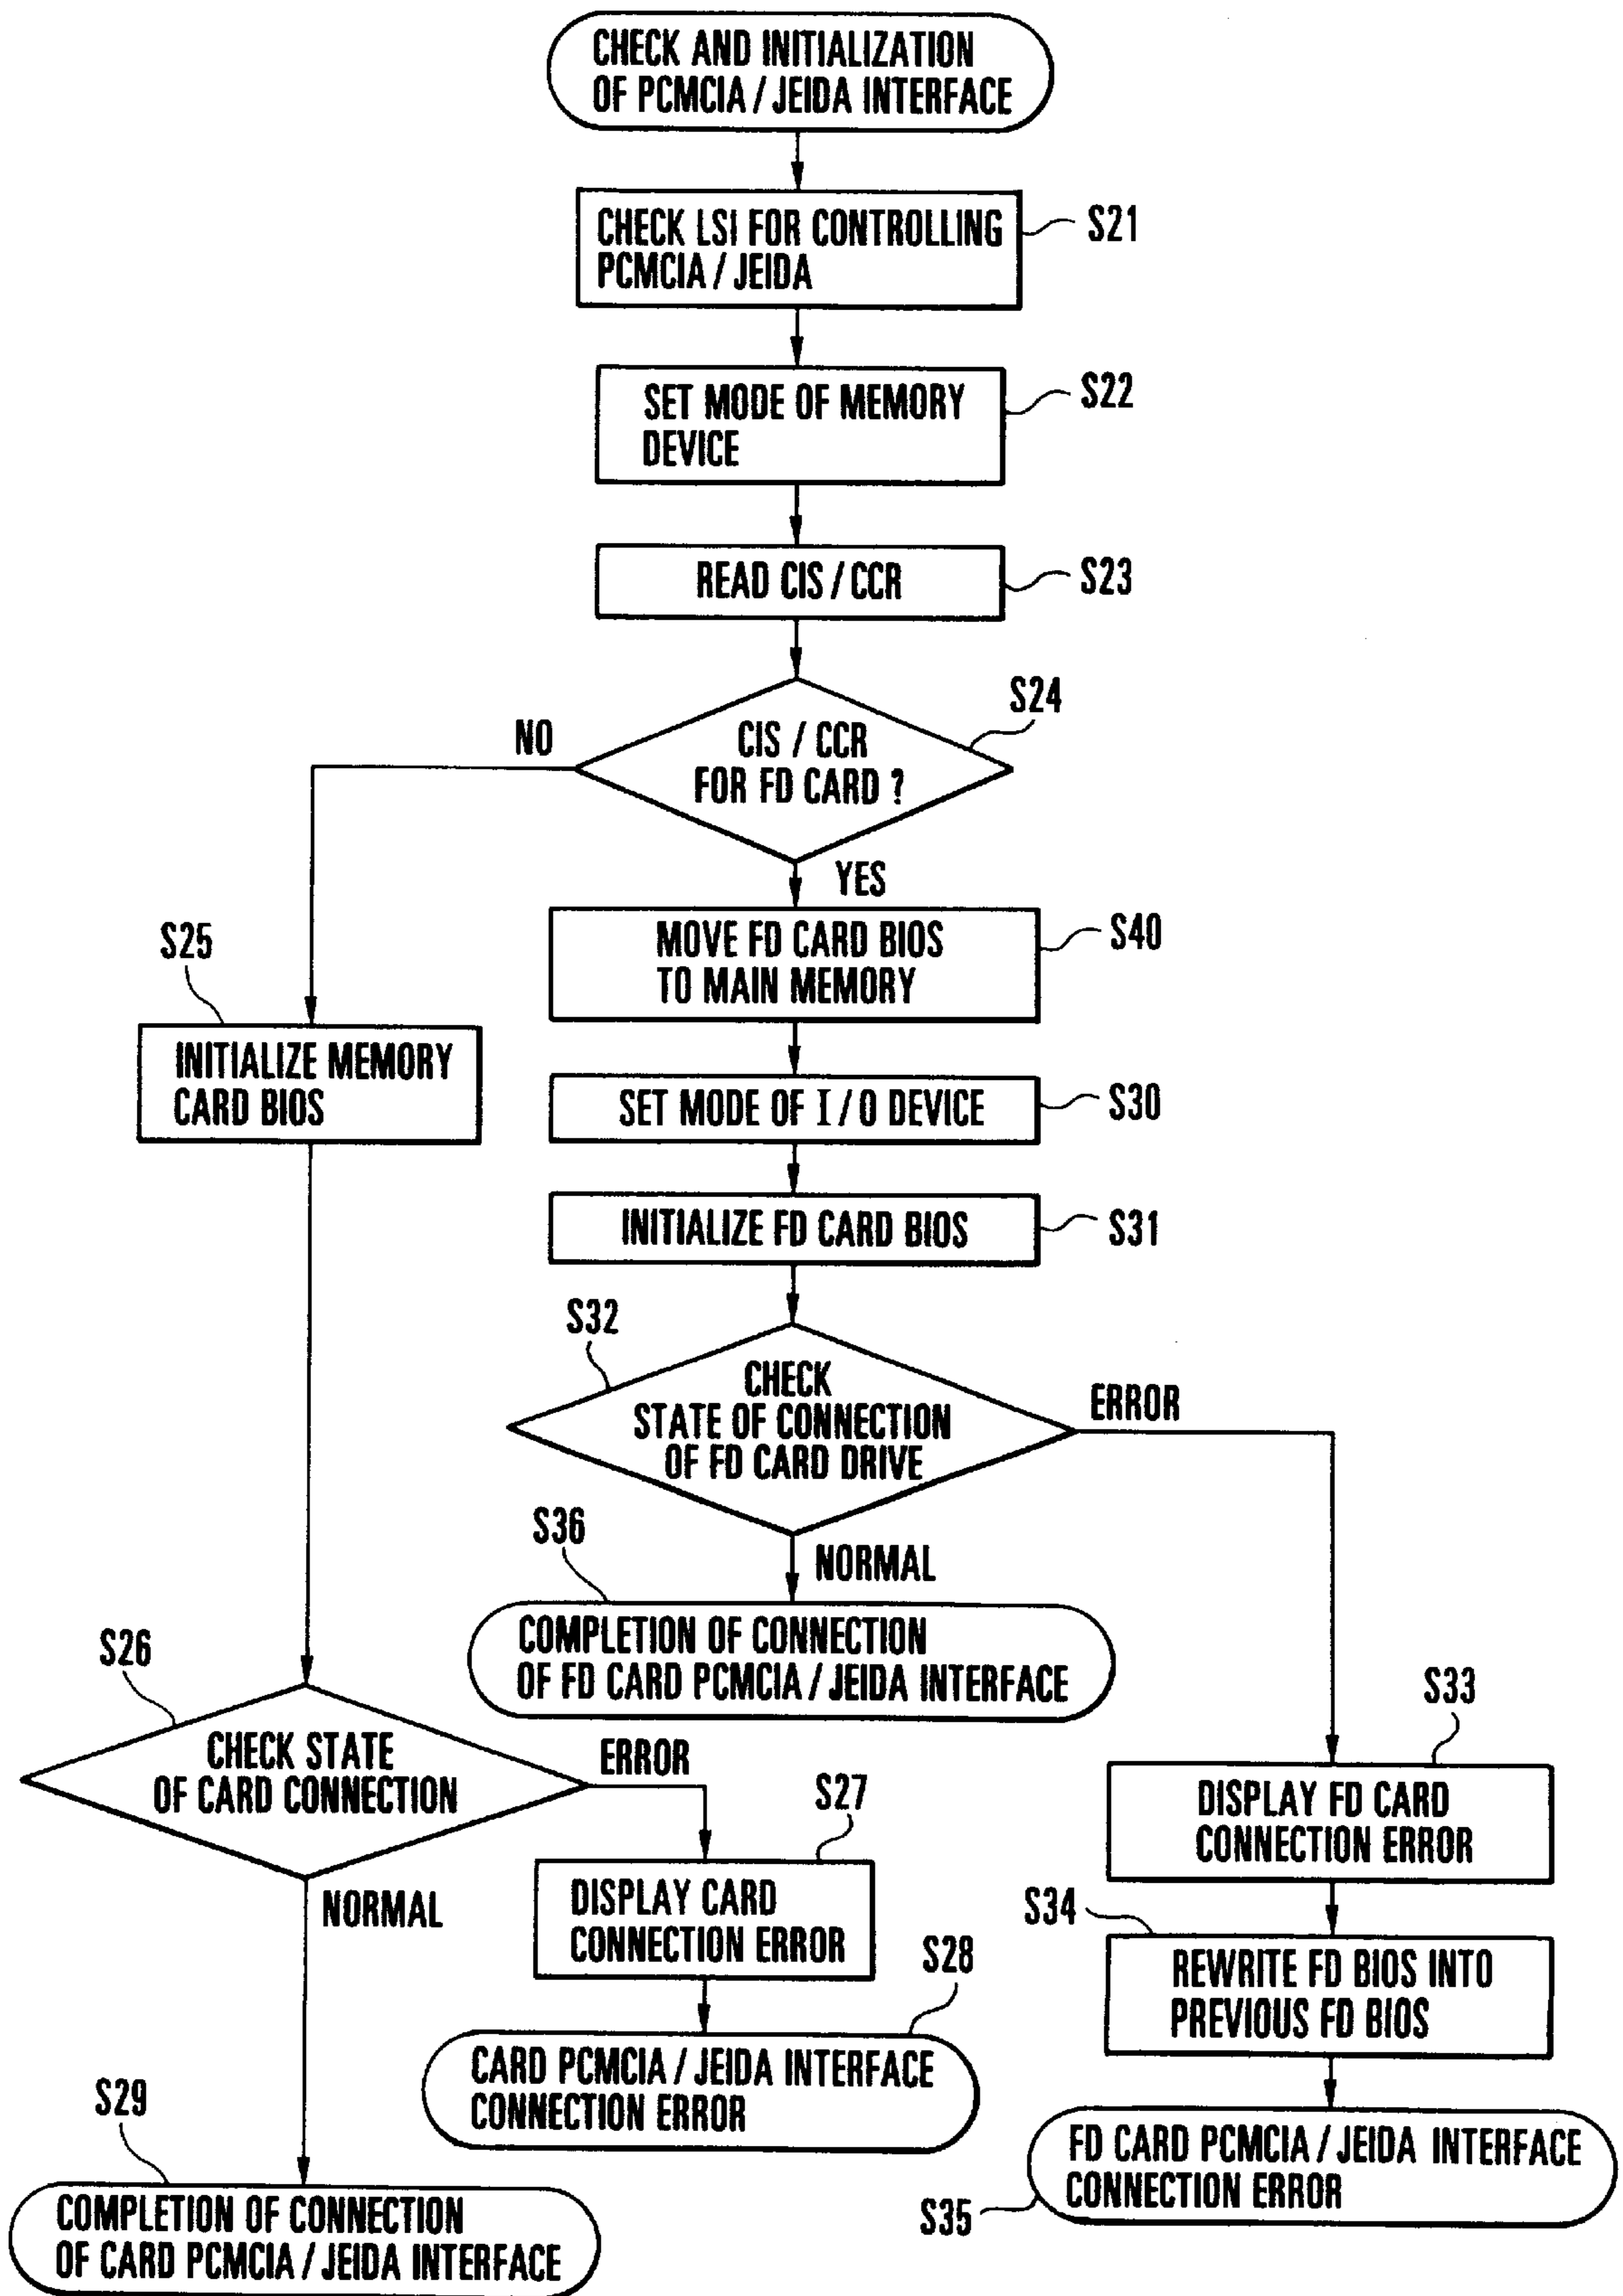 CHECK AND INITIALIZATION
OF PCMCIA / JEIDA INTERFACE
CHECK LSI FOR CONTROLLING
PCMCIA / JEIDA
S21
SET MODE OF MEMORY
DEVICE
S22
READ CIS / CCR
S23
S24
CIS / CCR
FOR FD CARD ?
NO
YES
S25
INITIALIZE MEMORY
CARD BIOS
MOVE FD CARD BIOS
TO MAIN MEMORY
S40
SET MODE OF I / O DEVICE
S30
INITIALIZE FD CARD BIOS
S31
S32
CHECK
STATE OF CONNECTION
OF FD CARD DRIVE
ERROR
NORMAL
S36
COMPLETION OF CONNECTION
OF FD CARD PCMCIA / JEIDA INTERFACE
S26
CHECK STATE
OF CARD CONNECTION
ERROR
NORMAL
S27
DISPLAY CARD
CONNECTION ERROR
S28
CARD PCMCIA / JEIDA INTERFACE
CONNECTION ERROR
S33
DISPLAY FD CARD
CONNECTION ERROR
S34
REWRITE FD BIOS INTO
PREVIOUS FD BIOS
FD CARD PCMCIA / JEIDA INTERFACE
CONNECTION ERROR
S35
S29
COMPLETION OF CONNECTION
OF CARD PCMCIA / JEIDA INTERFACE